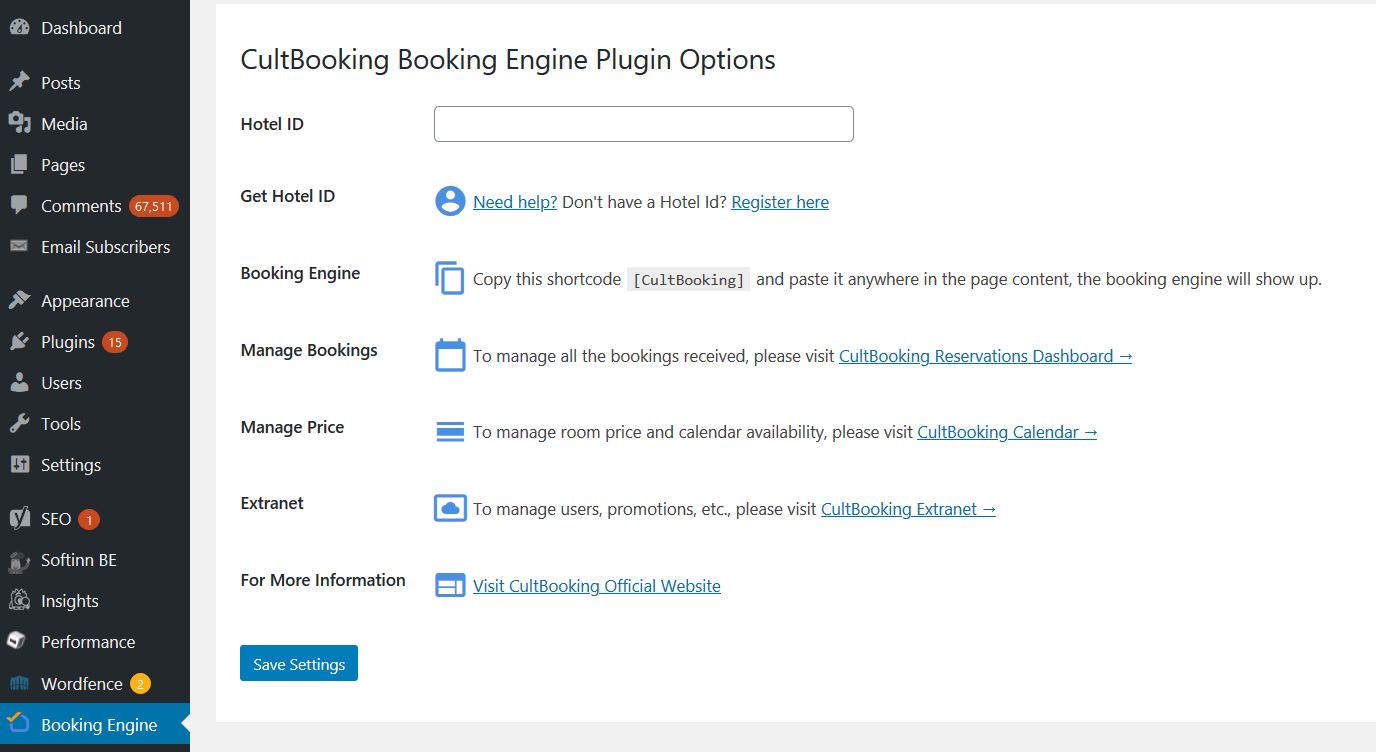 Dashboard
Posts
Media
Pages
Comments 67,511
Email Subscribers
Appearance
Plugins 15
Users
Tools
Settings
SEO 1
Softinn BE
Insights
Performance
Wordfence 2
Booking Engine
CultBooking Booking Engine Plugin Options
Hotel ID
Get Hotel ID Need help? Don't have a Hotel Id? Register here
Booking Engine Copy this shortcode [CultBooking] and paste it anywhere in the page content, the booking engine will show up.
Manage Bookings To manage all the bookings received, please visit CultBooking Reservations Dashboard →
Manage Price To manage room price and calendar availability, please visit CultBooking Calendar →
Extranet To manage users, promotions, etc., please visit CultBooking Extranet →
For More Information Visit CultBooking Official Website
Save Settings